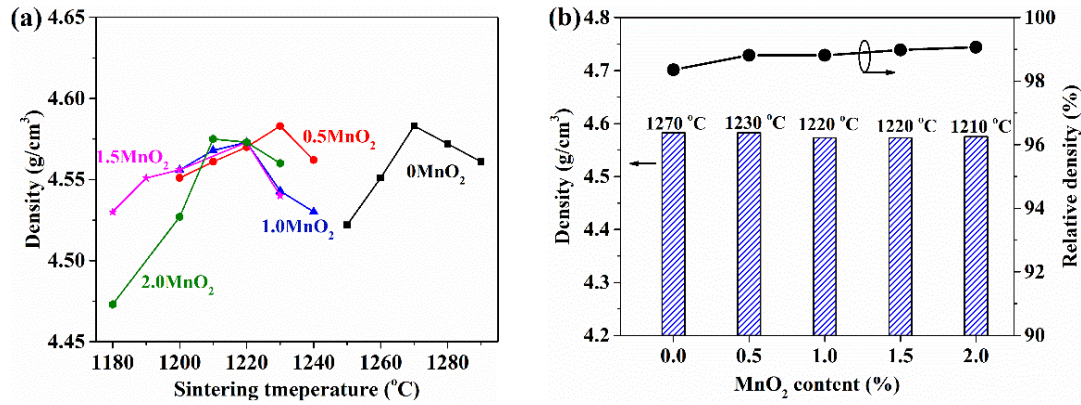 (a)
4.65
4.60
4.55
4.50
4.45
Density (g/cm³)
1.5MnO₂
0.5MnO₂
0MnO₂
1.0MnO₂
2.0MnO₂
1180 1200 1220 1240 1260 1280
Sintering tmeperature (°C)
(b)
4.8
4.7
4.6
4.5
4.4
4.3
4.2
Density (g/cm³)
1270 °C 1230 °C 1220 °C 1220 °C 1210 °C
100
98
96
94
92
90
Relative density (%)
0.0 0.5 1.0 1.5 2.0
MnO₂ content (%)